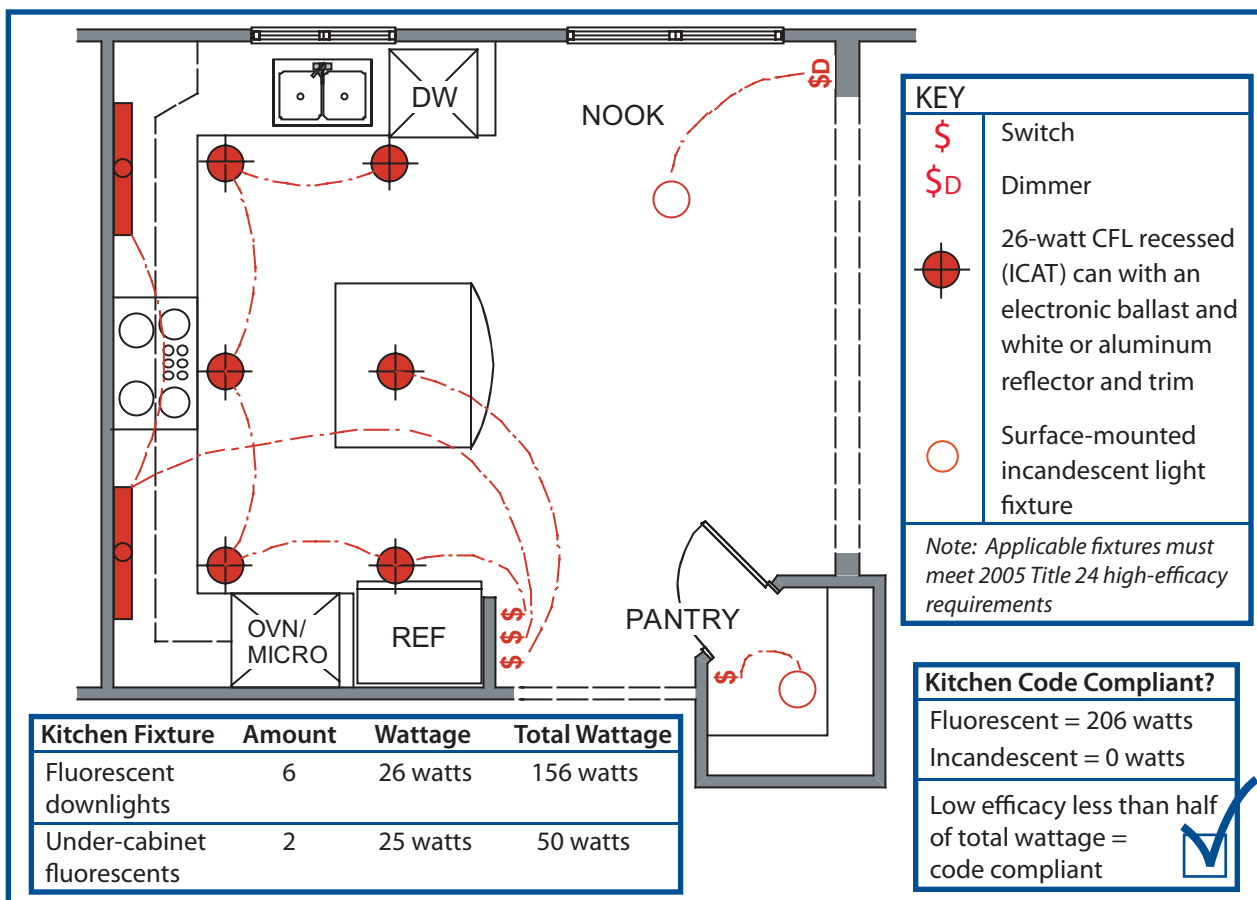 DW
NOOK
$D
KEY
$ Switch
$D Dimmer
26-watt CFL recessed
(ICAT) can with an
electronic ballast and
white or aluminum
reflector and trim
Surface-mounted
incandescent light
fixture
Note: Applicable fixtures must
meet 2005 Title 24 high-efficacy
requirements
OVN/
MICRO
REF
$
$
$
PANTRY
$
Kitchen Fixture Amount Wattage Total Wattage
Fluorescent 6 26 watts 156 watts
downlights
Under-cabinet 2 25 watts 50 watts
fluorescents
Kitchen Code Compliant?
Fluorescent = 206 watts
Incandescent = 0 watts
Low efficacy less than half
of total wattage =
code compliant